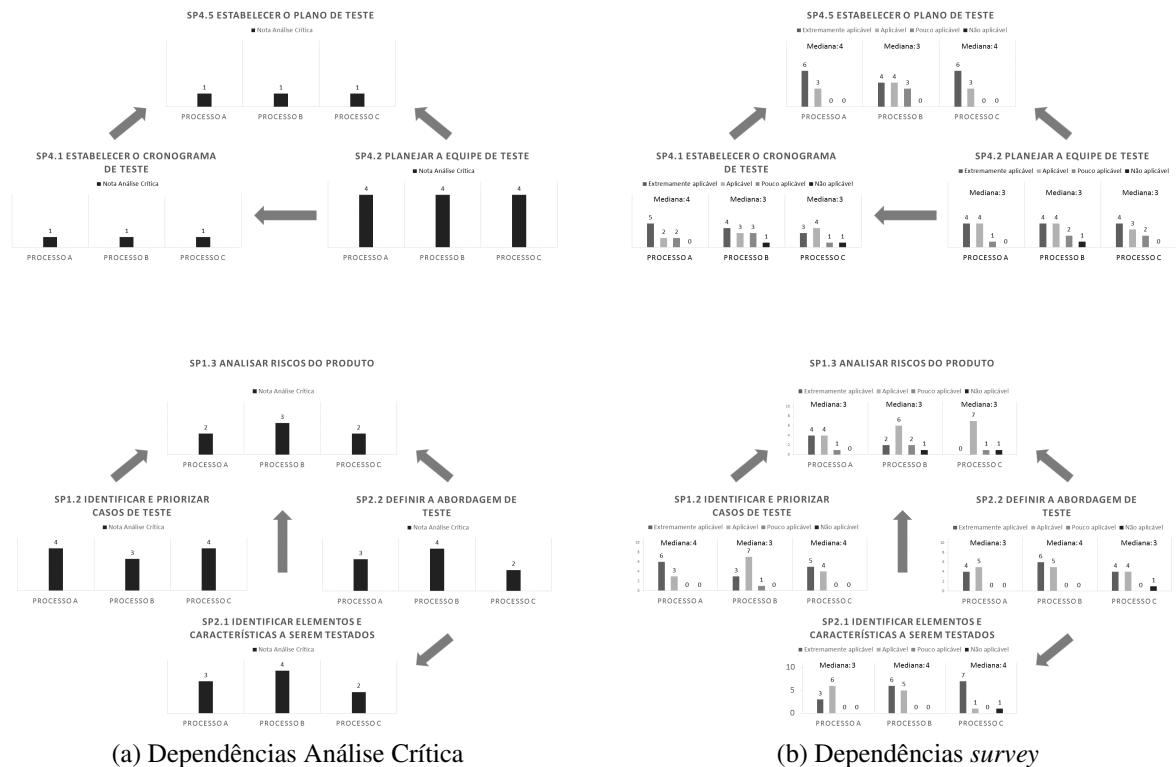 SP4.5 ESTABELECER O PLANO DE TESTE
Nota Análise Crítica
1 1 1
PROCESSO A PROCESSO B PROCESSO C
SP4.1 ESTABELECER O CRONOGRAMA
DE TESTE
Nota Análise Crítica
1 1 1
PROCESSO A PROCESSO B PROCESSO C
SP4.2 PLANEJAR A EQUIPE DE TESTE
Nota Análise Crítica
4 4 4
PROCESSO A PROCESSO B PROCESSO C
SP1.3 ANALISAR RISCOS DO PRODUTO
Nota Análise Crítica
2 3 2
PROCESSO A PROCESSO B PROCESSO C
SP1.2 IDENTIFICAR E PRIORIZAR
CASOS DE TESTE
Nota Análise Crítica
4 3 4
PROCESSO A PROCESSO B PROCESSO C
SP2.2 DEFINIR A ABORDAGEM DE
TESTE
Nota Análise Crítica
3 4 2
PROCESSO A PROCESSO B PROCESSO C
SP2.1 IDENTIFICAR ELEMENTOS E
CARACTERÍSTICAS A SEREM TESTADOS
Nota Análise Crítica
3 4 2
PROCESSO A PROCESSO B PROCESSO C
(a) Dependências Análise Crítica
SP4.5 ESTABELECER O PLANO DE TESTE
Extremamente aplicável Aplicável Pouco aplicável Não aplicável
Mediana: 4 Mediana: 3 Mediana: 4
6 3 0 0 4 4 3 0 6 3 0 0
PROCESSO A PROCESSO B PROCESSO C
SP4.1 ESTABELECER O CRONOGRAMA
DE TESTE
Extremamente aplicável Aplicável Pouco aplicável Não aplicável
Mediana: 4 Mediana: 3 Mediana: 3
5 2 2 0 4 3 3 1 3 4 1 1
PROCESSO A PROCESSO B PROCESSO C
SP4.2 PLANEJAR A EQUIPE DE TESTE
Extremamente aplicável Aplicável Pouco aplicável Não aplicável
Mediana: 3 Mediana: 3 Mediana: 3
4 4 1 0 4 4 2 1 4 3 2 0
PROCESSO A PROCESSO B PROCESSO C
SP1.3 ANALISAR RISCOS DO PRODUTO
Extremamente aplicável Aplicável Pouco aplicável Não aplicável
Mediana: 3 Mediana: 3 Mediana: 3
10 8 6 4 2 0
4 4 1 0 2 6 2 1 0 7 1 1
PROCESSO A PROCESSO B PROCESSO C
SP1.2 IDENTIFICAR E PRIORIZAR
CASOS DE TESTE
Extremamente aplicável Aplicável Pouco aplicável Não aplicável
Mediana: 4 Mediana: 3 Mediana: 4
10 8 6 4 2 0
6 3 0 0 3 7 1 0 5 4 0 0
PROCESSO A PROCESSO B PROCESSO C
SP2.2 DEFINIR A ABORDAGEM DE
TESTE
Extremamente aplicável Aplicável Pouco aplicável Não aplicável
Mediana: 3 Mediana: 4 Mediana: 3
10 8 6 4 2 0
4 5 0 0 6 5 0 0 4 4 0 1
PROCESSO A PROCESSO B PROCESSO C
SP2.1 IDENTIFICAR ELEMENTOS E
CARACTERÍSTICAS A SEREM TESTADOS
Extremamente aplicável Aplicável Pouco aplicável Não aplicável
Mediana: 3 Mediana: 4 Mediana: 4
10 5 0
3 6 0 0 6 5 0 0 7 1 0 1
PROCESSO A PROCESSO B PROCESSO C
(b) Dependências survey